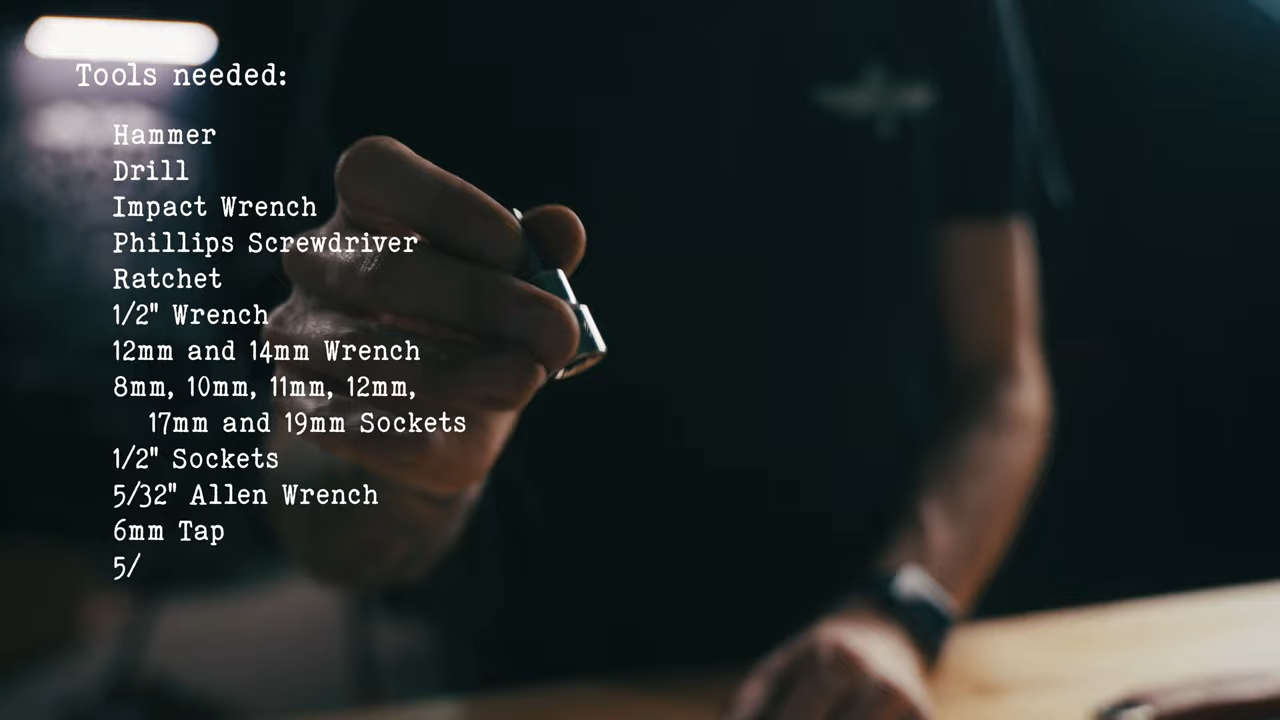 Tools needed:
Hammer
Drill
Impact Wrench
Phillips Screwdriver
Ratchet
1/2" Wrench
12mm and 14mm Wrench
8mm, 10mm, 11mm, 12mm,
17mm and 19mm Sockets
1/2" Sockets
5/32" Allen Wrench
6mm Tap
5/